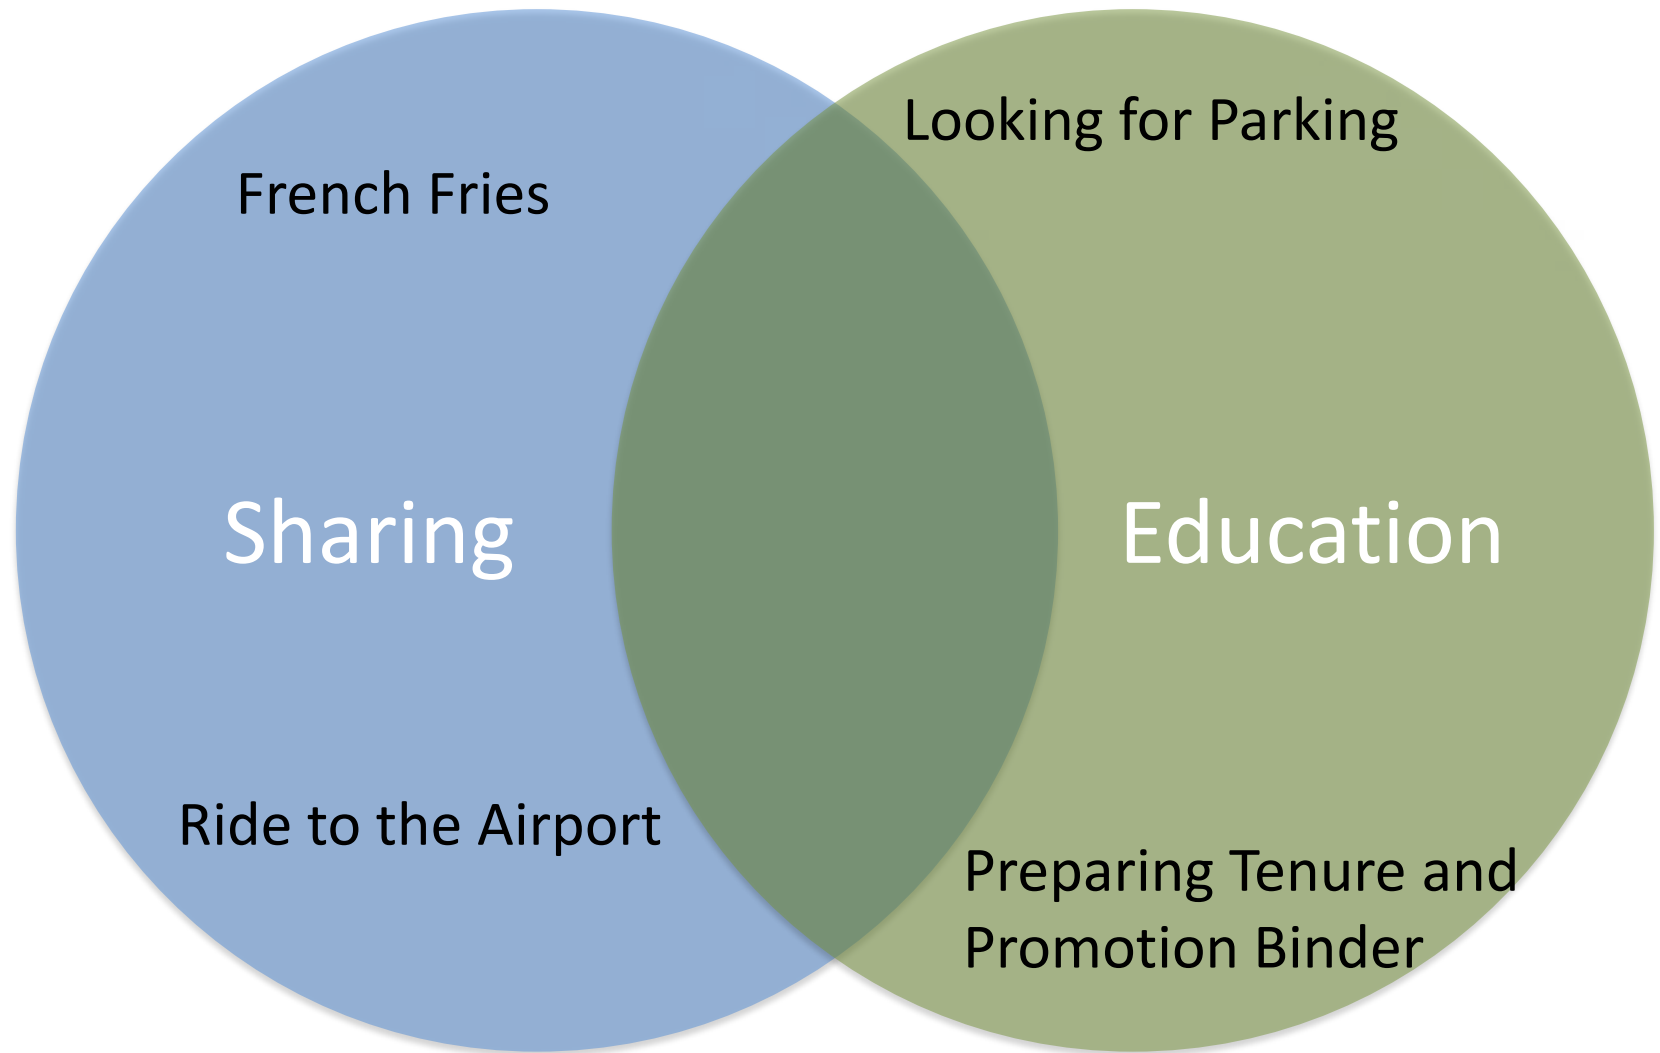 Looking for Parking
French Fries
Sharing
Education
Ride to the Airport
Preparing Tenure and
Promotion Binder